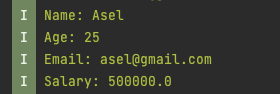 I Name: Asel
I Age: 25
I Email: asel@gmail.com
I Salary: 500000.0